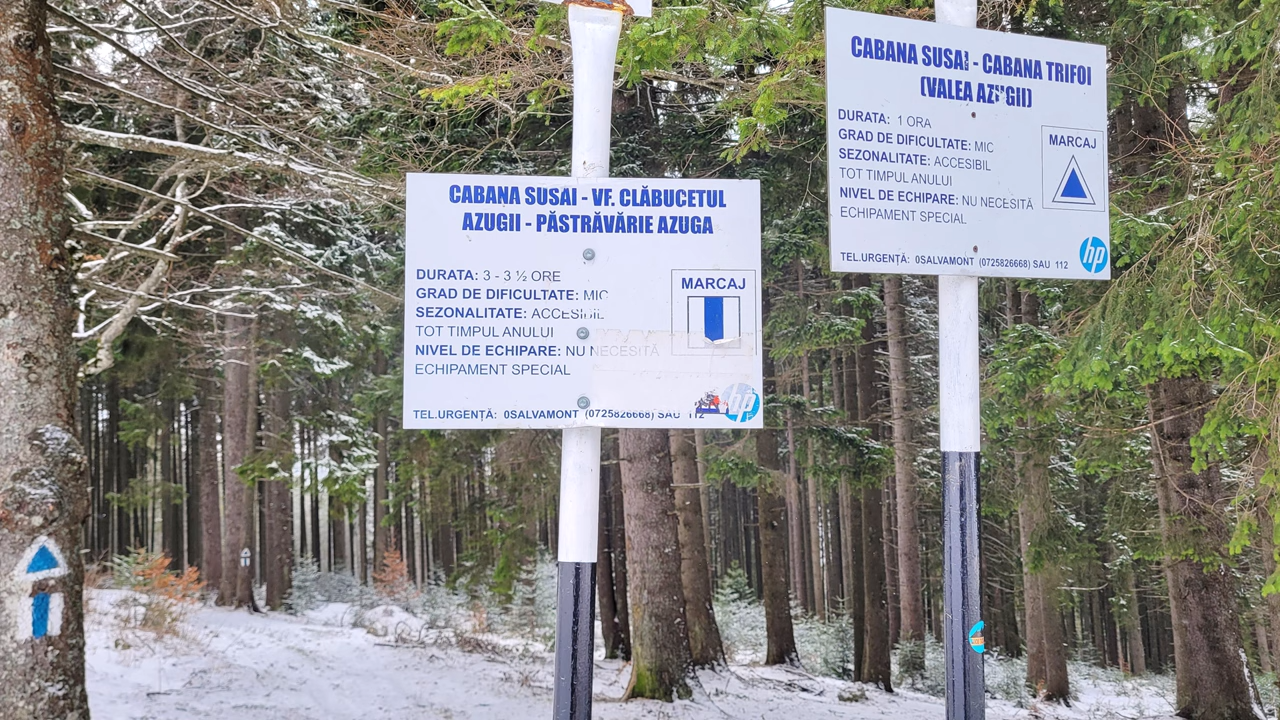 CABANA SUSAI - VF. CLĂBUCETUL
AZUGII - PĂSTRĂVĂRIE AZUGA
DURATA: 3 - 3 ½ ORE
GRAD DE DIFICULTATE: MIC
SEZONALITATE: ACCESIBIL
TOT TIMPUL ANULUI
NIVEL DE ECHIPARE: NU NECESITĂ
ECHIPAMENT SPECIAL
MARCAJ
TEL.URGENȚĂ: 0SALVAMONT (0725826668) SAU 112
hp
CABANA SUSAI - CABANA TRIFOI
(VALEA AZUGII)
DURATA: 1 ORA
GRAD DE DIFICULTATE: MIC
SEZONALITATE: ACCESIBIL
TOT TIMPUL ANULUI
NIVEL DE ECHIPARE: NU NECESITĂ
ECHIPAMENT SPECIAL
MARCAJ
TEL.URGENȚĂ: 0SALVAMONT (0725826668) SAU 112
hp